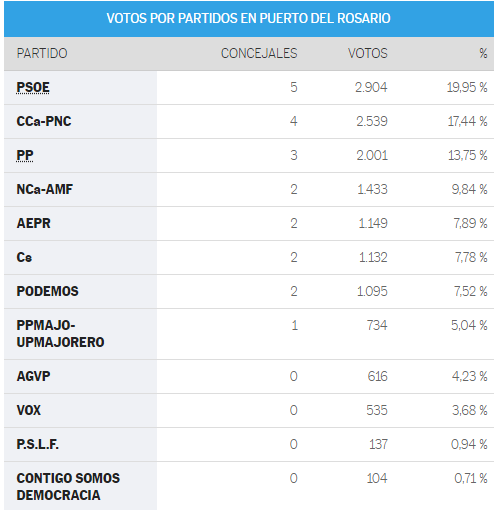 VOTOS POR PARTIDOS EN PUERTO DEL ROSARIO
PARTIDO CONCEJALES VOTOS %
PSOE 5 2.904 19,95 %
CCa-PNC 4 2.539 17,44 %
PP 3 2.001 13,75 %
NCa-AMF 2 1.433 9,84 %
AEPR 2 1.149 7,89 %
Cs 2 1.132 7,78 %
PODEMOS 2 1.095 7,52 %
PPMAJO- 1 734 5,04 %
UPMAJORERO
AGVP 0 616 4,23 %
VOX 0 535 3,68 %
P.S.L.F. 0 137 0,94 %
CONTIGO SOMOS 0 104 0,71 %
DEMOCRACIA